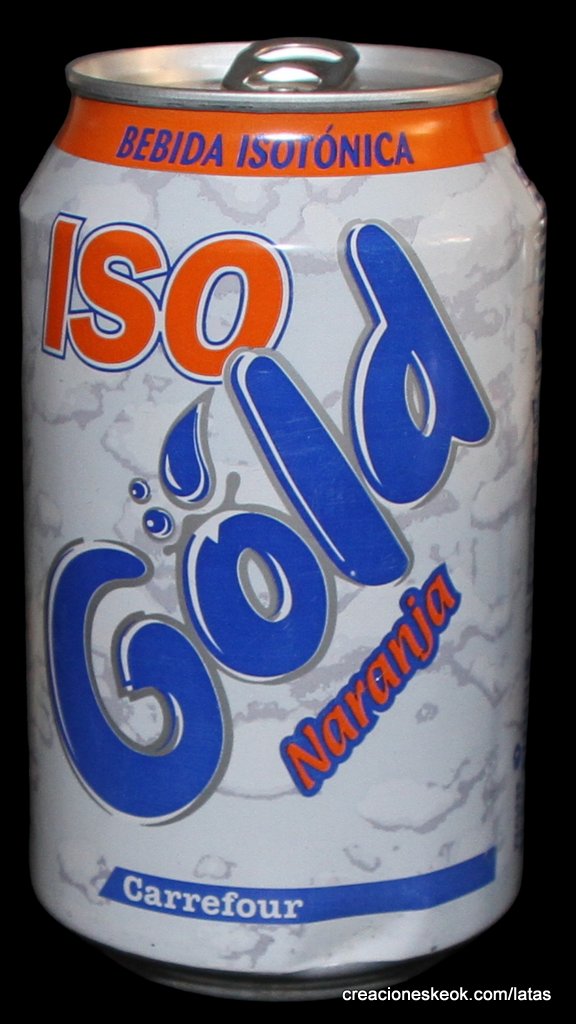 BEBIDA ISOTÓNICA
ISO
Gold
Naranja
Carrefour
creacioneskeok.com/latas